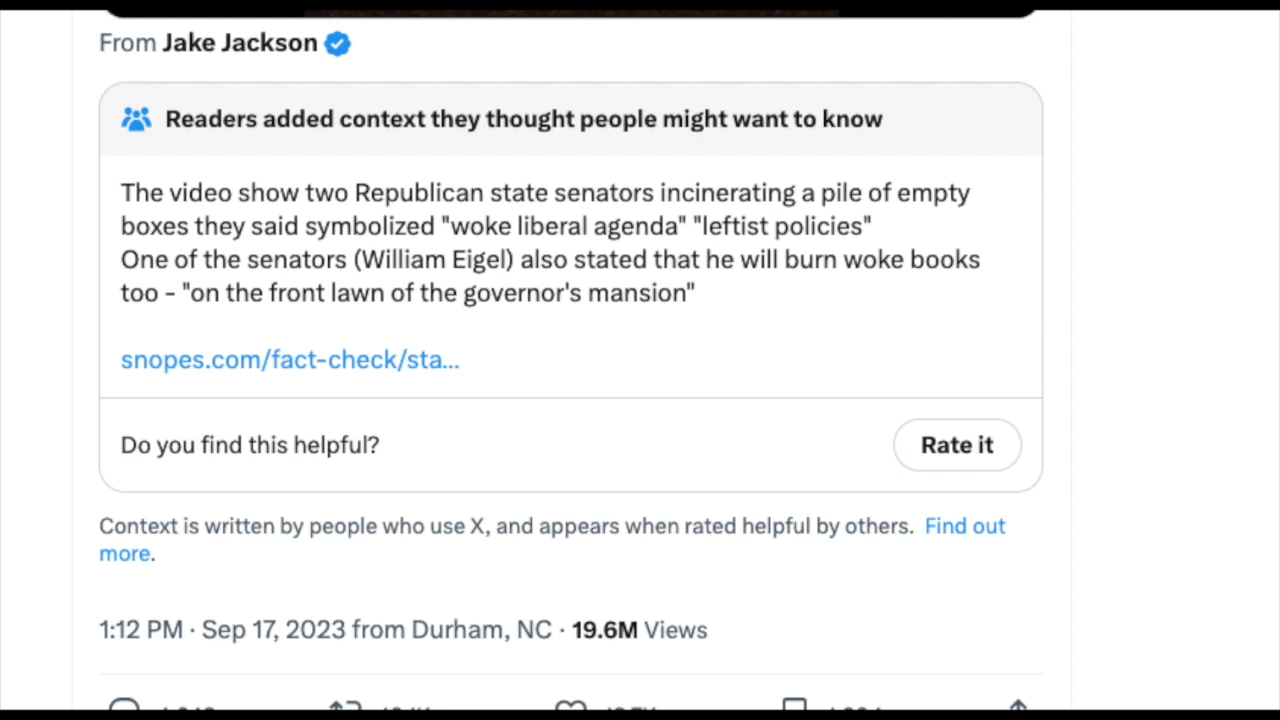 From Jake Jackson
Readers added context they thought people might want to know
The video show two Republican state senators incinerating a pile of empty
boxes they said symbolized "woke liberal agenda" "leftist policies"
One of the senators (William Eigel) also stated that he will burn woke books
too - "on the front lawn of the governor's mansion"
snopes.com/fact-check/sta...
Do you find this helpful?
Rate it
Context is written by people who use X, and appears when rated helpful by others. Find out
more.
1:12 PM · Sep 17, 2023 from Durham, NC · 19.6M Views